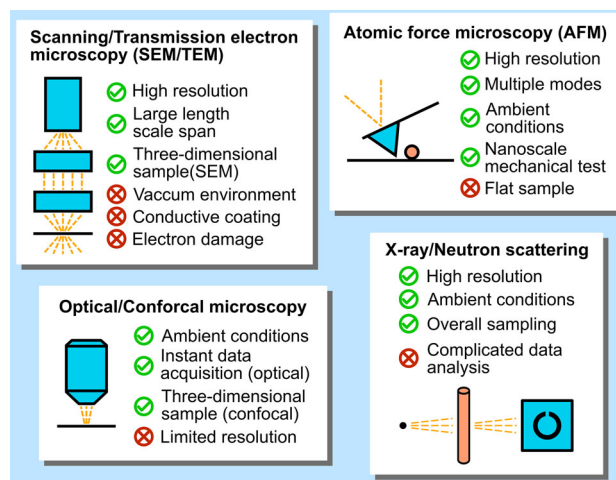 Scanning/Transmission electron
microscopy (SEM/TEM)
High resolution
Large length
scale span
Three-dimensional
sample(SEM)
Vaccum environment
Conductive coating
Electron damage
Atomic force microscopy (AFM)
High resolution
Multiple modes
Ambient
conditions
Nanoscale
mechanical test
Flat sample
Optical/Conforcal microscopy
Ambient conditions
Instant data
acquisition (optical)
Three-dimensional
sample (confocal)
Limited resolution
X-ray/Neutron scattering
High resolution
Ambient conditions
Overall sampling
Complicated data
analysis